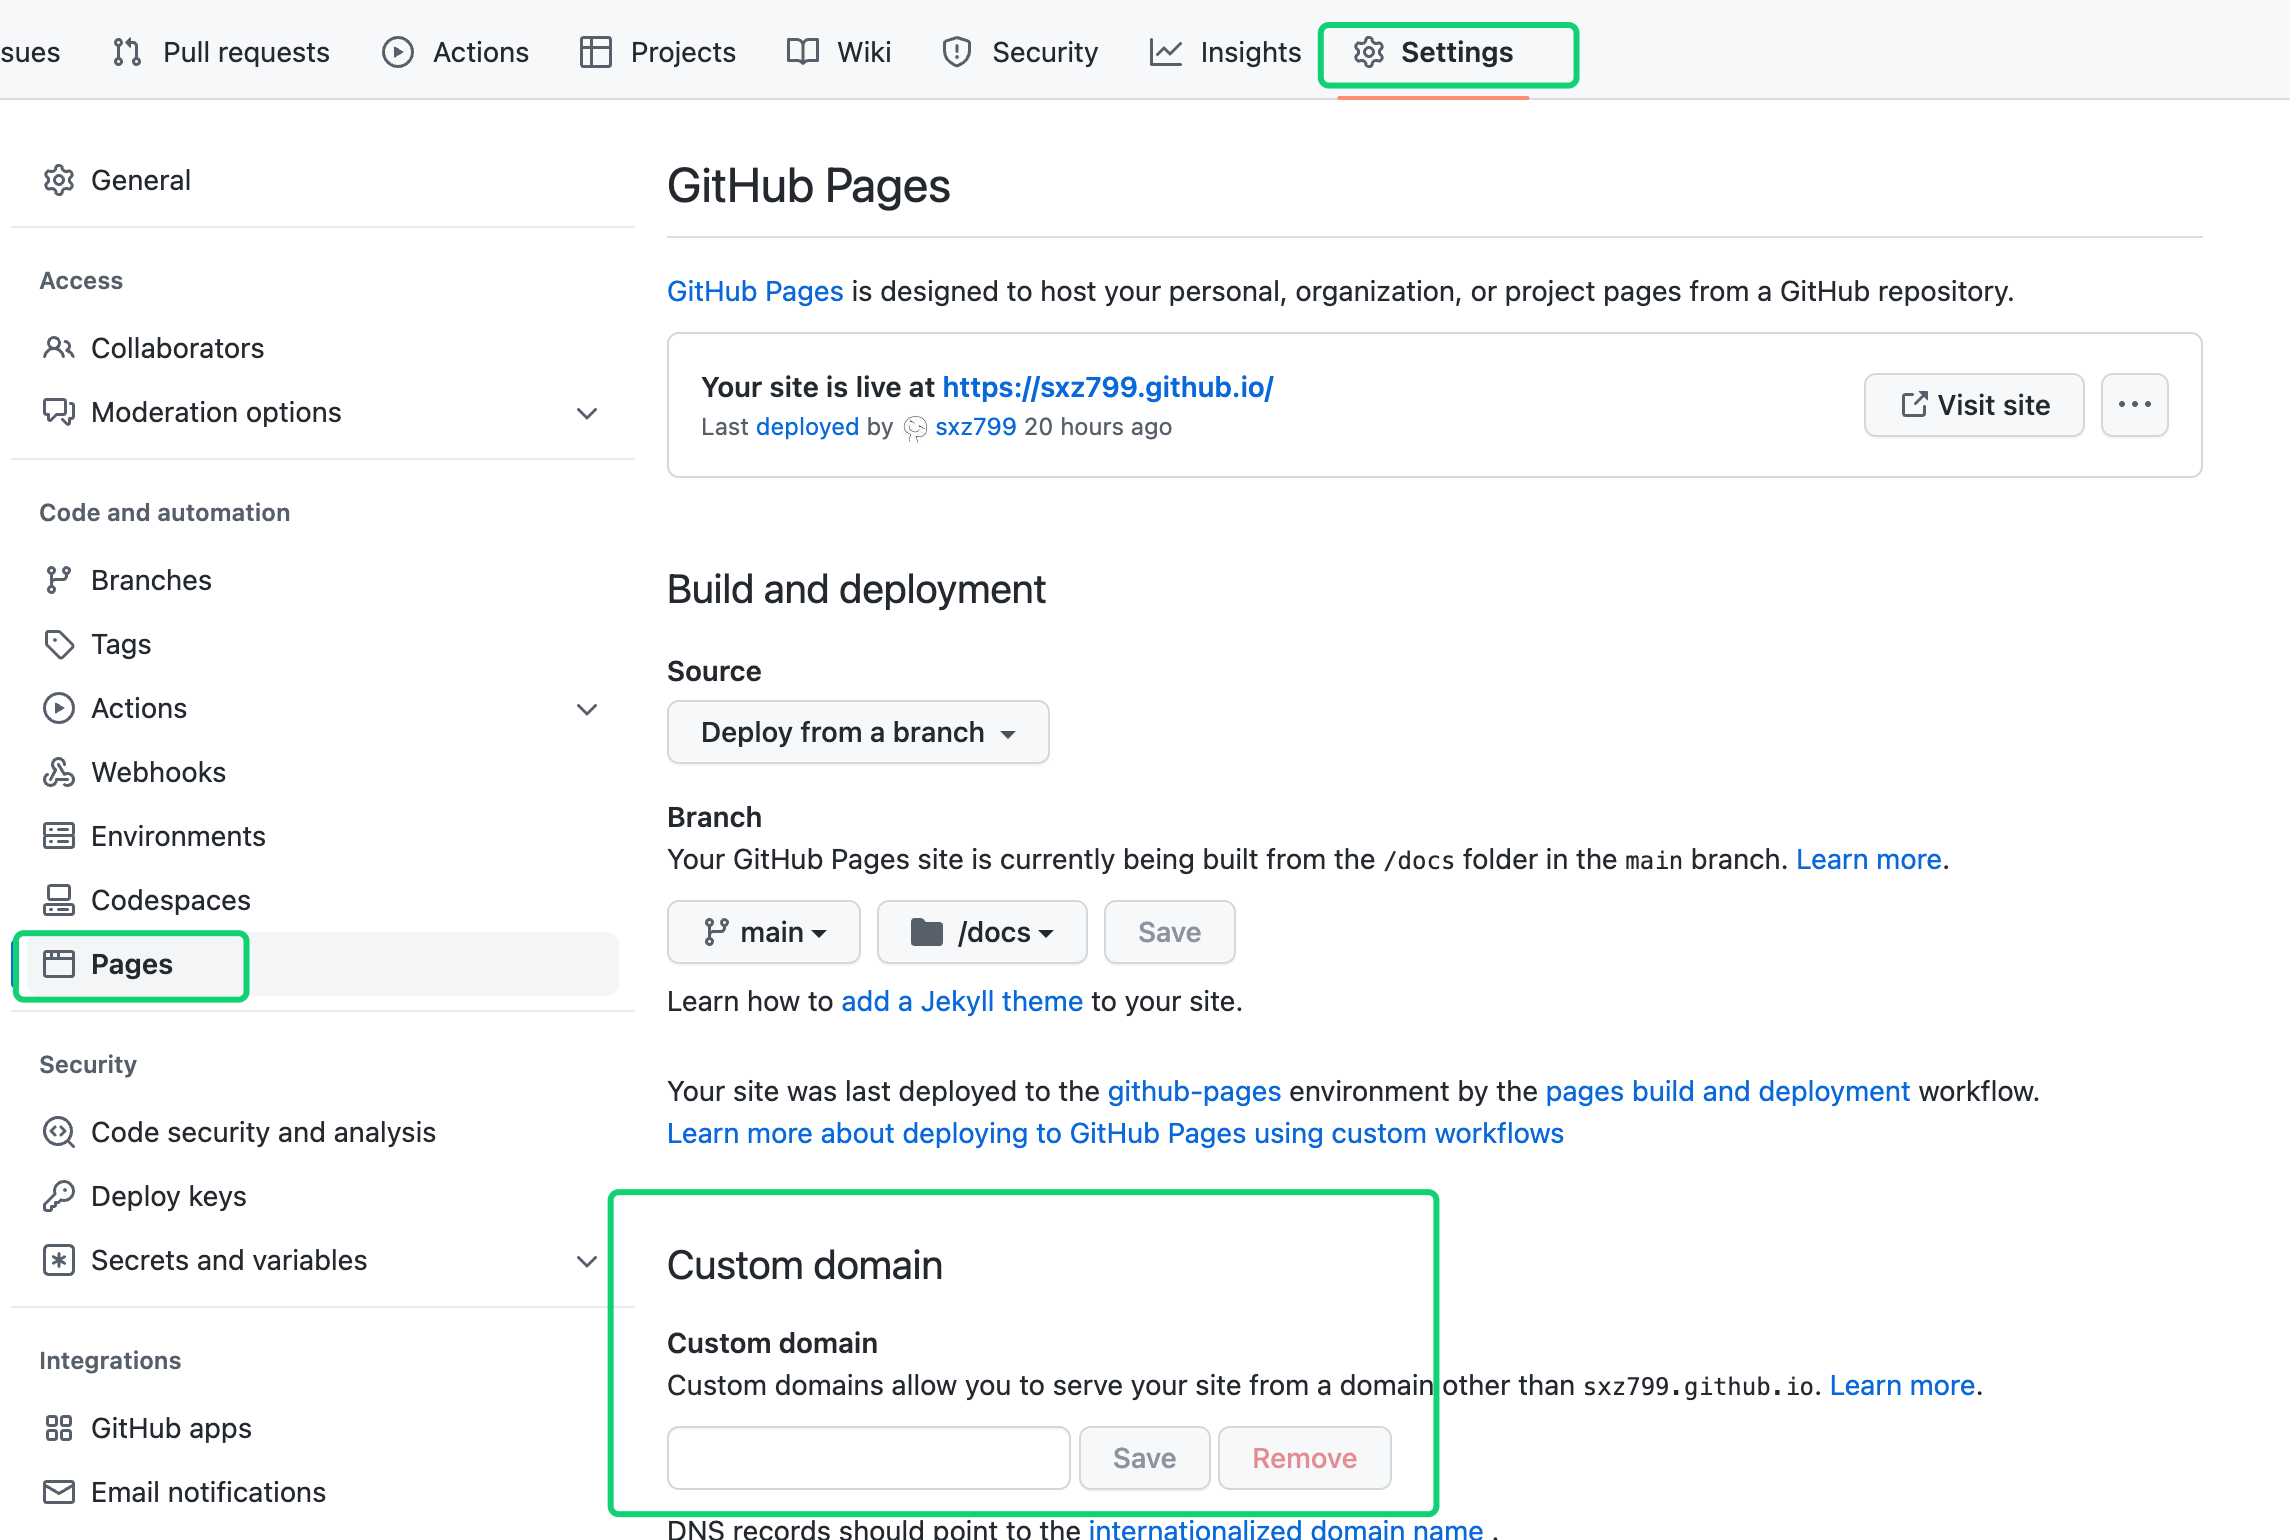 sues Pull requests Actions Projects Wiki Security Insights Settings
General
Access
Collaborators
Moderation options
Code and automation
Branches
Tags
Actions
Webhooks
Environments
Codespaces
Pages
Security
Code security and analysis
Deploy keys
Secrets and variables
Integrations
GitHub apps
Email notifications
GitHub Pages
GitHub Pages is designed to host your personal, organization, or project pages from a GitHub repository.
Your site is live at https://sxz799.github.io/
Last deployed by sxz799 20 hours ago
Visit site
Build and deployment
Source
Deploy from a branch
Branch
Your GitHub Pages site is currently being built from the /docs folder in the main branch. Learn more.
main /docs Save
Learn how to add a Jekyll theme to your site.
Your site was last deployed to the github-pages environment by the pages build and deployment workflow.
Learn more about deploying to GitHub Pages using custom workflows
Custom domain
Custom domain
Custom domains allow you to serve your site from a domain other than sxz799.github.io. Learn more.
Save Remove
DNS records should point to the internationalized domain name .